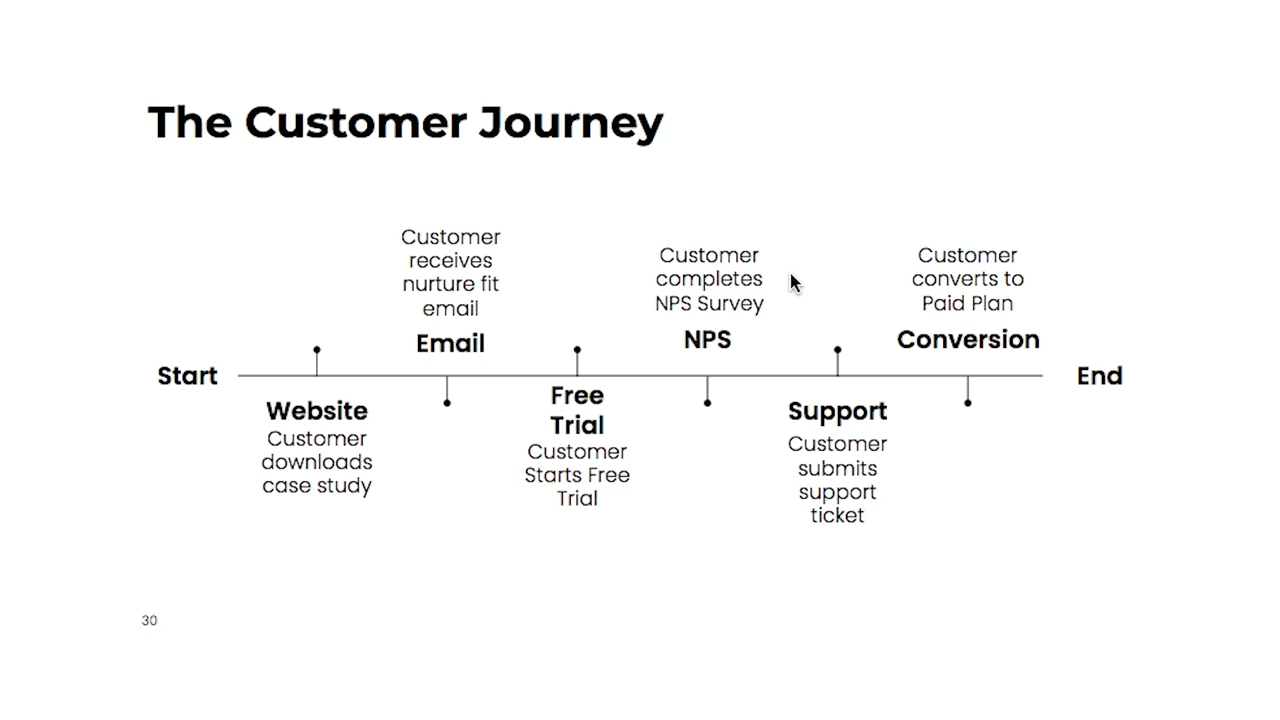 The Customer Journey
Start
Website
Customer
downloads
case study
Customer
receives
nurture fit
email
Email
Free
Trial
Customer
Starts Free
Trial
Customer
completes
NPS Survey
NPS
Support
Customer
submits
support
ticket
Customer
converts to
Paid Plan
Conversion
End
30